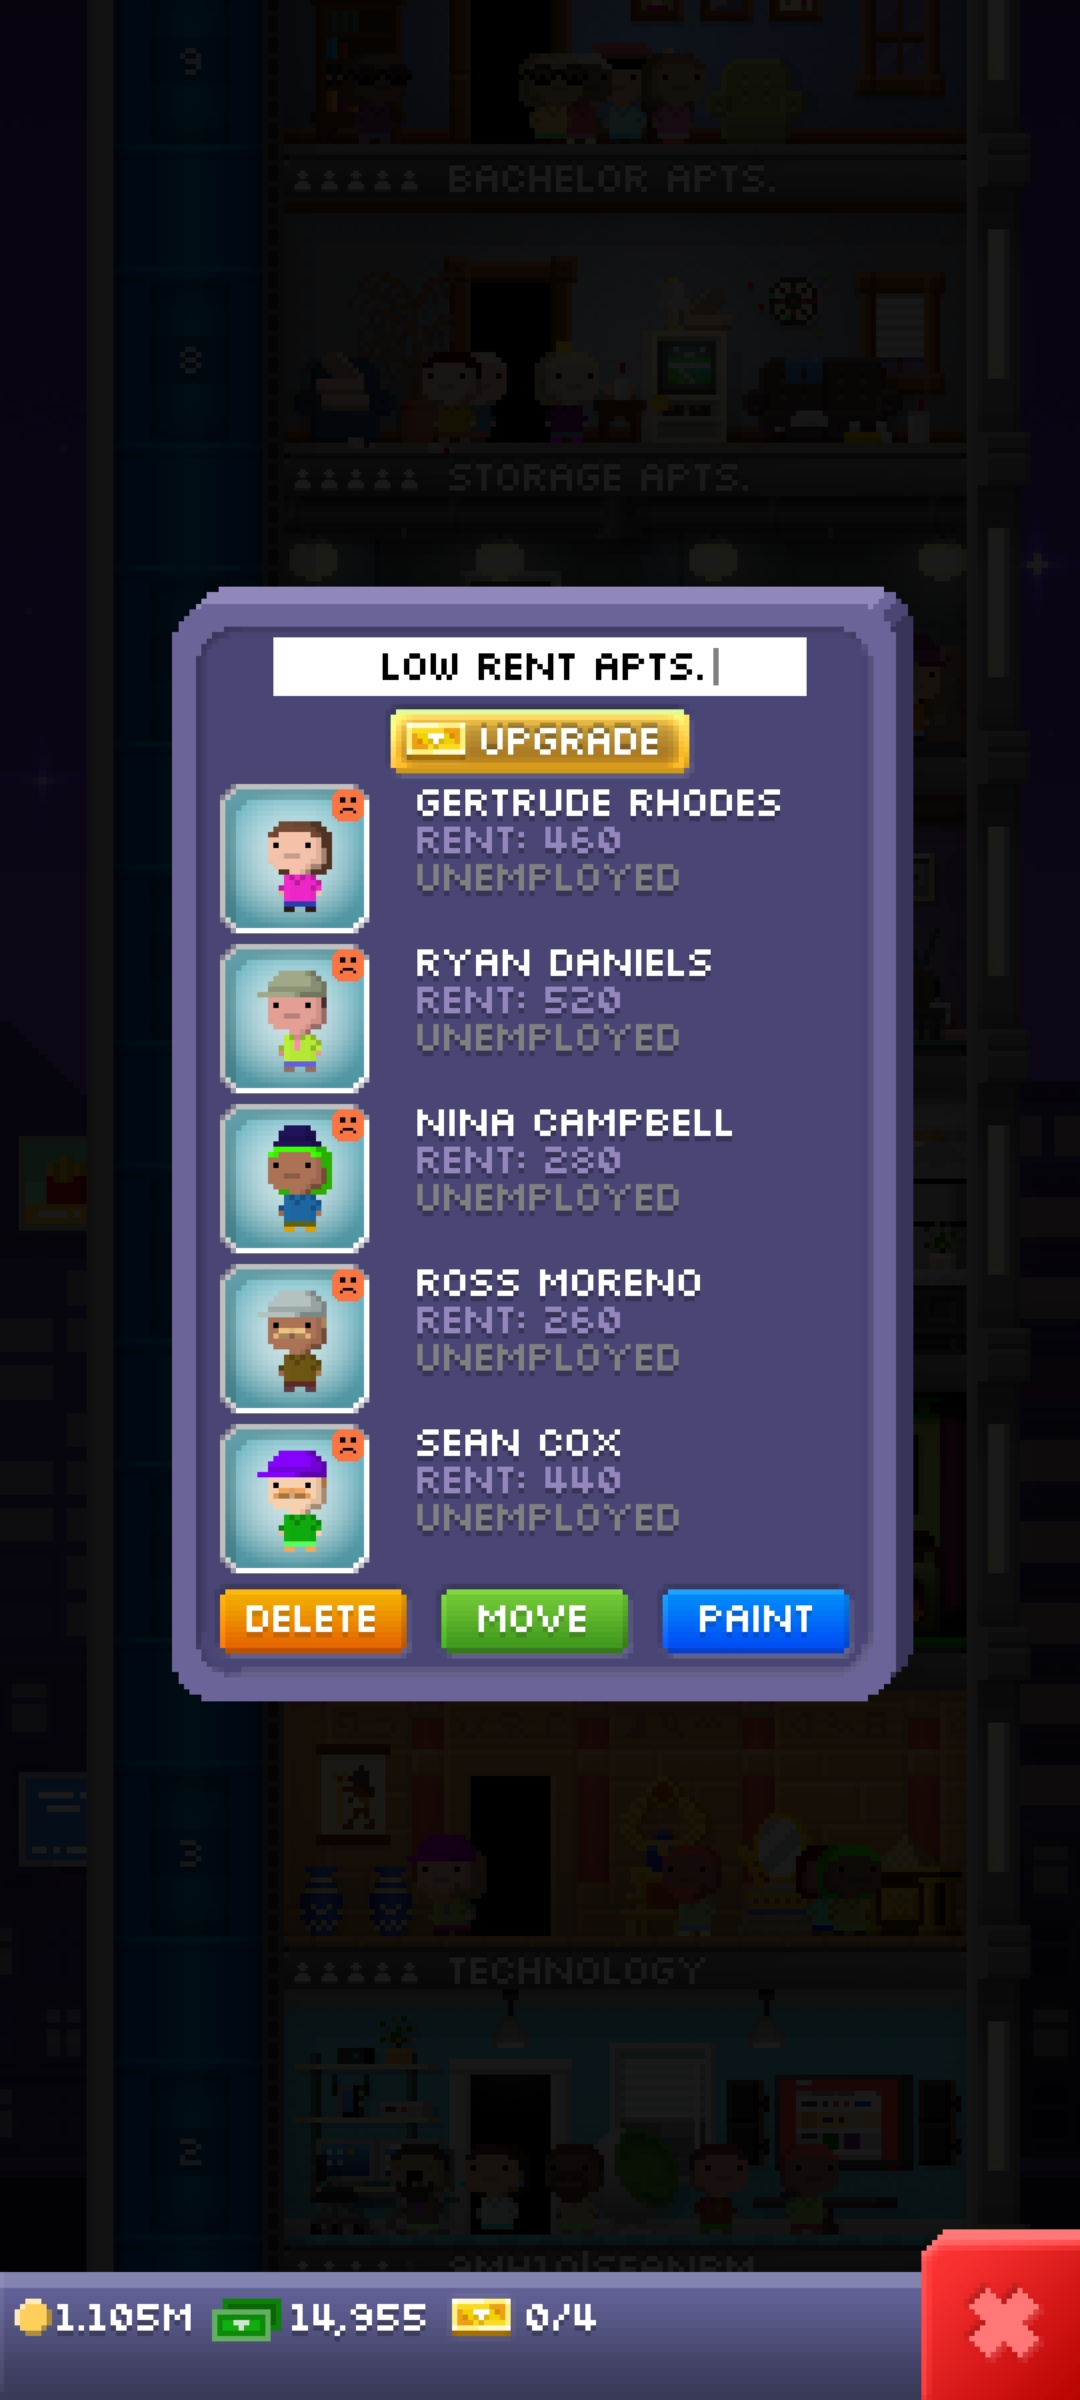 9
BACHELOR APTS.
8
STORAGE APTS.
LOW RENT APTS.
UPGRADE
GERTRUDE RHODES
RENT: 460
UNEMPLOYED
RYAN DANIELS
RENT: 520
UNEMPLOYED
NINA CAMPBELL
RENT: 280
UNEMPLOYED
ROSS MORENO
RENT: 260
UNEMPLOYED
SEAN COX
RENT: 440
UNEMPLOYED
DELETE MOVE PAINT
3
TECHNOLOGY
2
1.105M 14,955 0/4